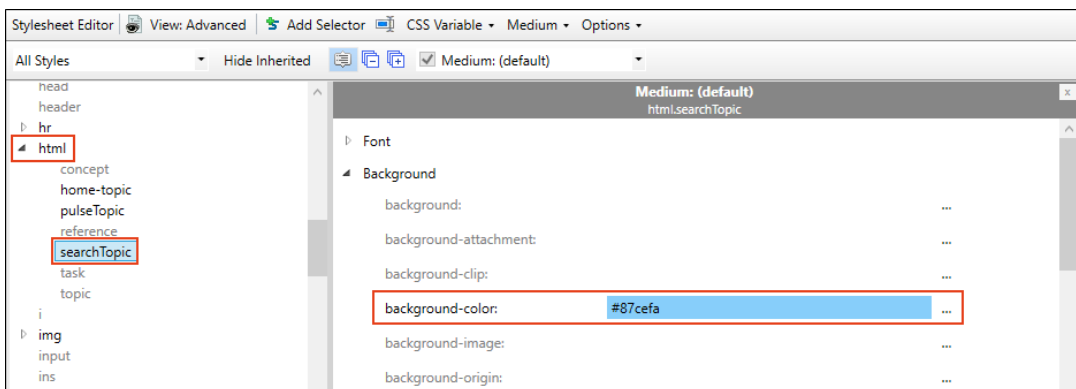 Stylesheet Editor View: Advanced Add Selector CSS Variable Medium Options
All Styles Hide Inherited Medium: (default)
head
header
hr
html
concept
home-topic
pulseTopic
reference
searchTopic
task
topic
i
img
input
ins
Medium: (default)
x
html.searchTopic
Font
Background
background: ...
background-attachment: ...
background-clip: ...
background-color: #87cefa ...
background-image: ...
background-origin: ...